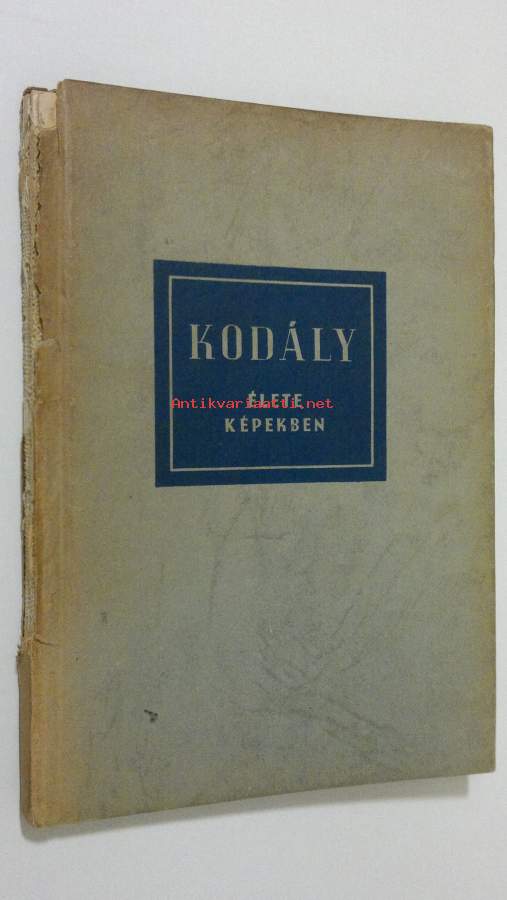 KODÁLY
ÉLETE
Antikvariaatti.net
KÉPEKBEN